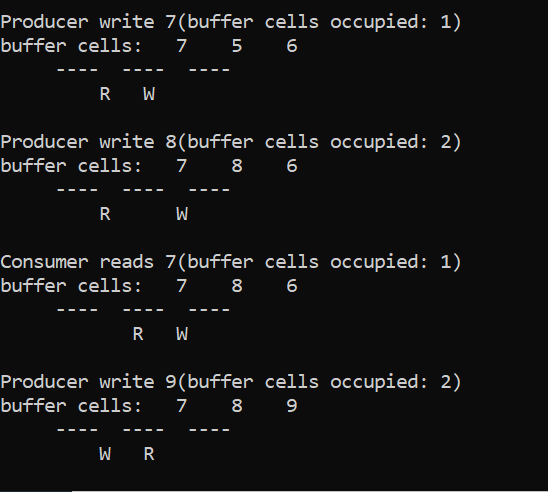 Producer write 7(buffer cells occupied: 1)
buffer cells:   7    5    6
     ----  ----  ----
         R   W
Producer write 8(buffer cells occupied: 2)
buffer cells:   7    8    6
     ----  ----  ----
         R      W
Consumer reads 7(buffer cells occupied: 1)
buffer cells:   7    8    6
     ----  ----  ----
            R   W
Producer write 9(buffer cells occupied: 2)
buffer cells:   7    8    9
     ----  ----  ----
         W   R